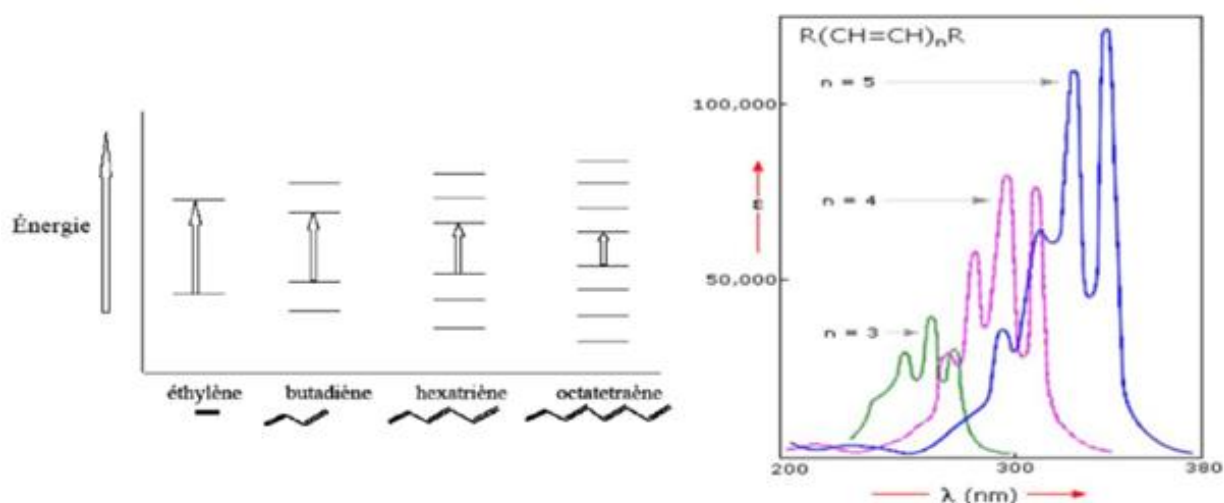 Énergie
éthylène butadiène hexatriène octatetraène
R(CH=CH)nR
n = 5
100,000
n = 4
ε
50,000
n = 3
200 300 380
λ (nm)